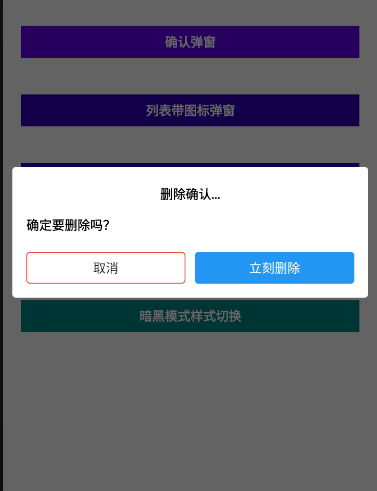 确认弹窗
列表带图标弹窗
删除确认...
确定要删除吗?
取消
立刻删除
暗黑模式样式切换